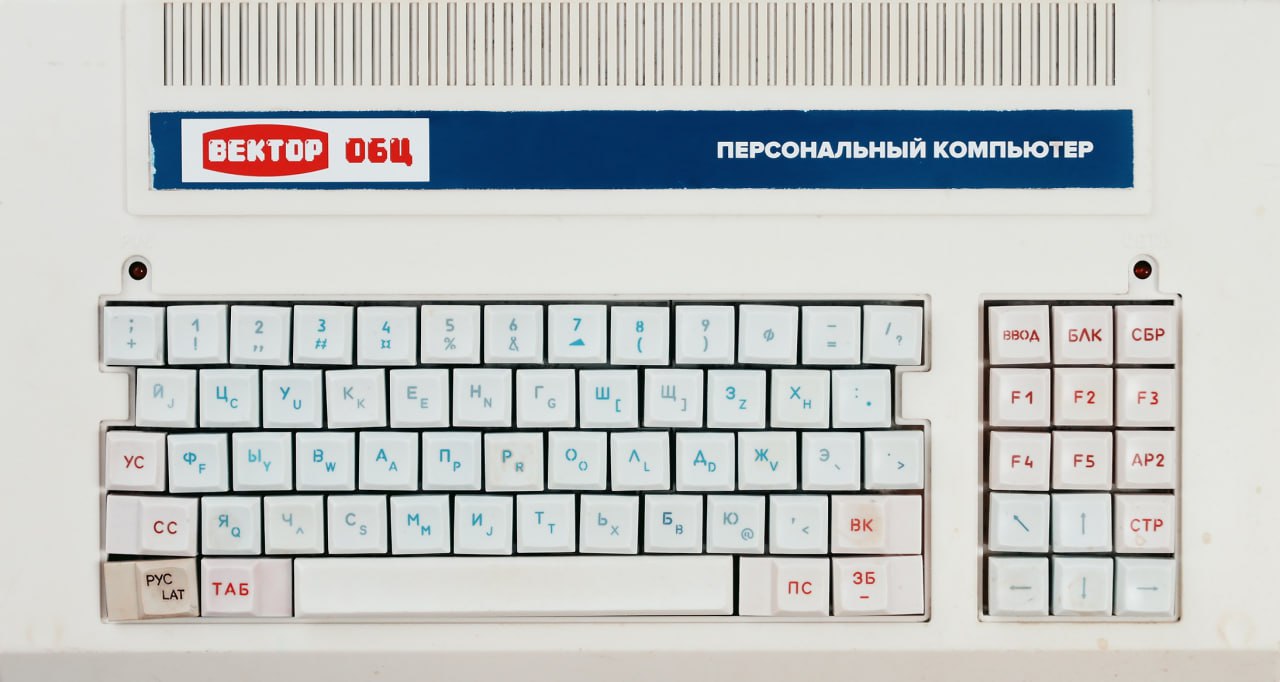 ВЕКТОР ОБЦ
ПЕРСОНАЛЬНЫЙ КОМПЬЮТЕР
; + 1 ! 2 ,, 3 # 4 ¤ 5 % 6 & 7 8 ( 9 ) Ø - = / ?
Й J Ц C У U К K Е E Н N Г G Ш [ Щ ] З Z Х H : .
УС Ф F Ы Y В W А A П P Р R О O Л L Д D Ж V Э \ . >
СС Я Q Ч ^ С S М M И J Т T Ь X Б B Ю @ , < ВК
РУС LAT ТАБ ПС ЗБ –
ВВОД БЛК СБР
F1 F2 F3
F4 F5 АР2
↖ ↑ СТР
← ↓ →